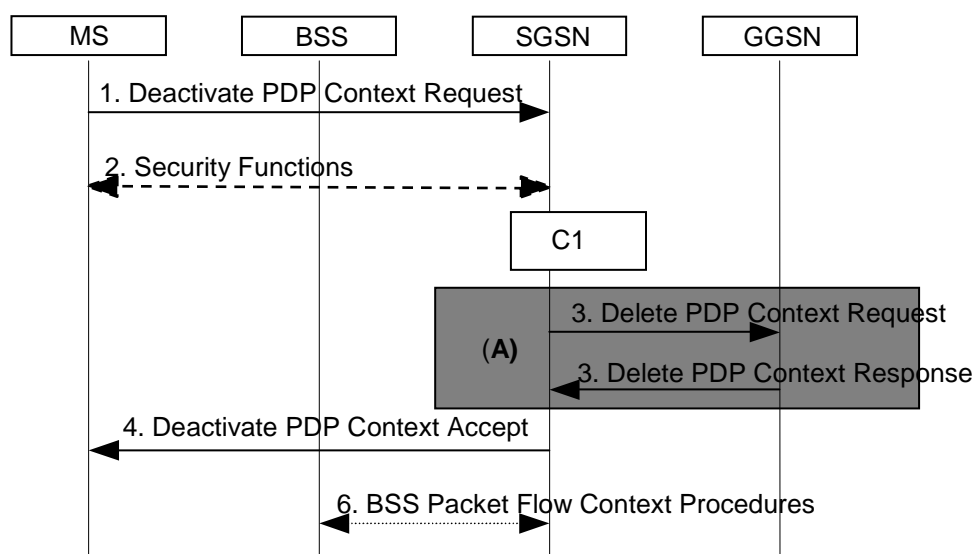 MS BSS SGSN GGSN
1. Deactivate PDP Context Request
2. Security Functions
C1
3. Delete PDP Context Request
(A)
3. Delete PDP Context Response
4. Deactivate PDP Context Accept
6. BSS Packet Flow Context Procedures